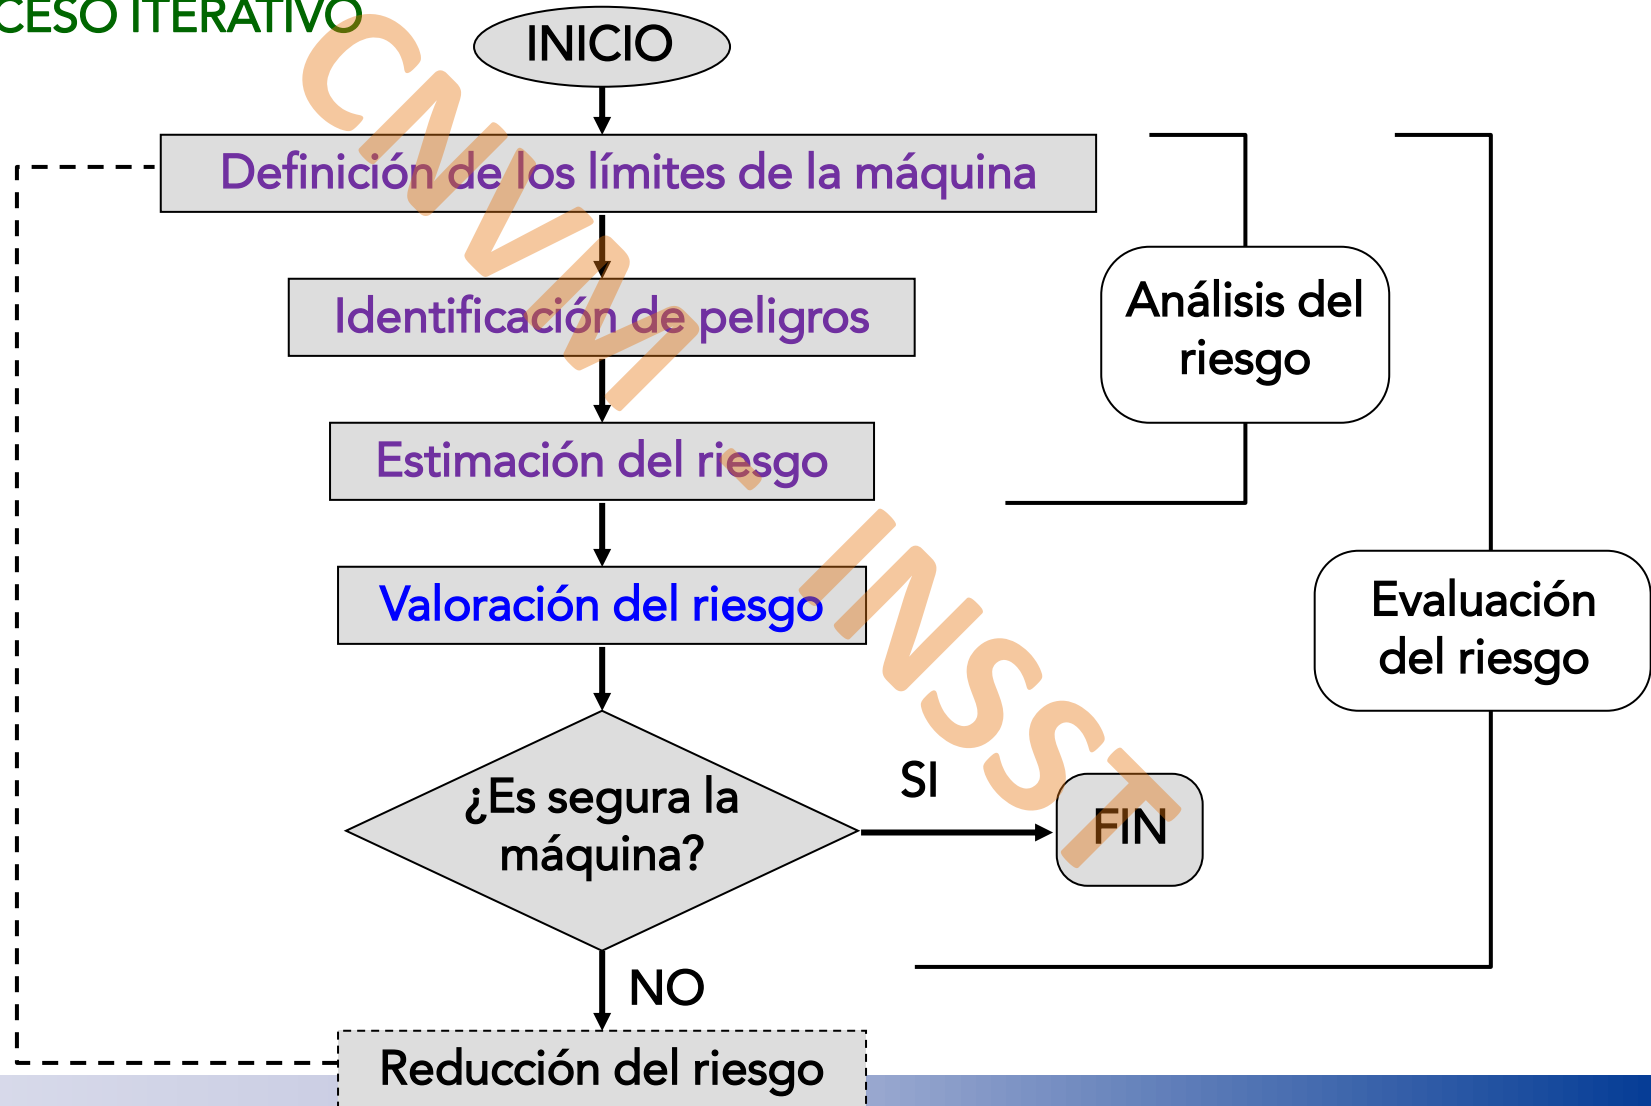 CESO ITERATIVO
INICIO
Definición de los límites de la máquina
Identificación de peligros
Análisis del
riesgo
Estimación del riesgo
Valoración del riesgo
Evaluación
del riesgo
¿Es segura la
máquina?
SI
FIN
NO
Reducción del riesgo
CNVM - INSST